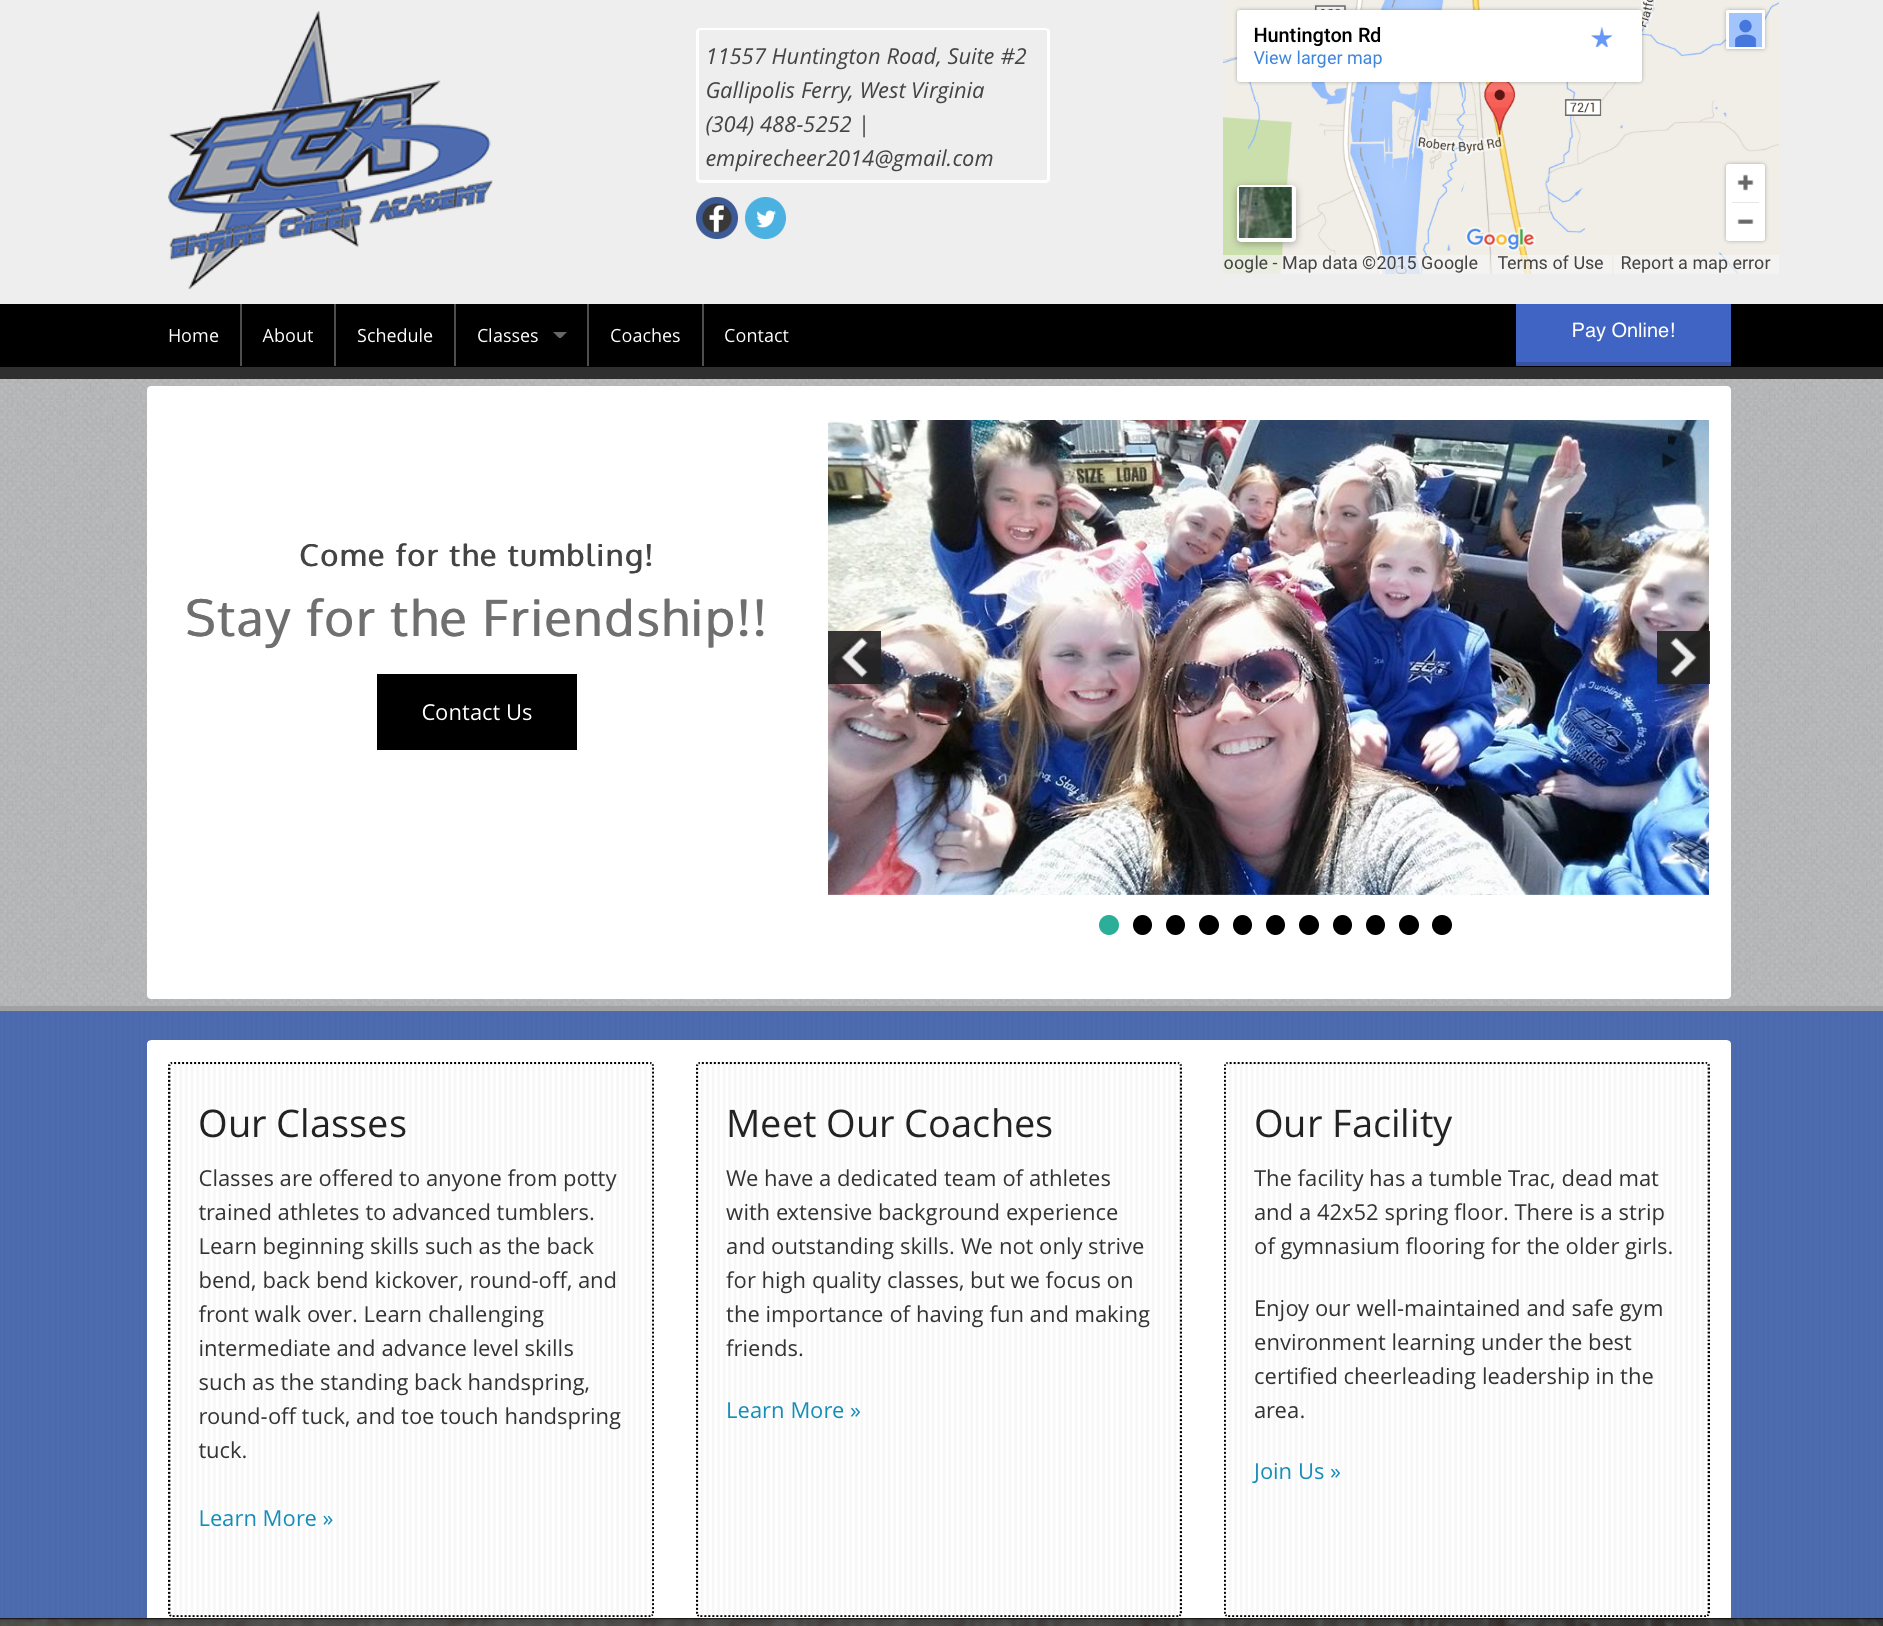 ECA
EMPIRE CHEER ACADEMY
11557 Huntington Road, Suite #2
Gallipolis Ferry, West Virginia
(304) 488-5252 |
empirecheer2014@gmail.com
Huntington Rd
View larger map
72/1
Robert Byrd Rd
Google
oogle - Map data ©2015 Google
Terms of Use
Report a map error
Home
About
Schedule
Classes
Coaches
Contact
Pay Online!
Come for the tumbling!
Stay for the Friendship!!
Contact Us
SIZE LOAD
ECA
Our Classes
Classes are offered to anyone from potty
trained athletes to advanced tumblers.
Learn beginning skills such as the back
bend, back bend kickover, round-off, and
front walk over. Learn challenging
intermediate and advance level skills
such as the standing back handspring,
round-off tuck, and toe touch handspring
tuck.
Learn More »
Meet Our Coaches
We have a dedicated team of athletes
with extensive background experience
and outstanding skills. We not only strive
for high quality classes, but we focus on
the importance of having fun and making
friends.
Learn More »
Our Facility
The facility has a tumble Trac, dead mat
and a 42x52 spring floor. There is a strip
of gymnasium flooring for the older girls.
Enjoy our well-maintained and safe gym
environment learning under the best
certified cheerleading leadership in the
area.
Join Us »